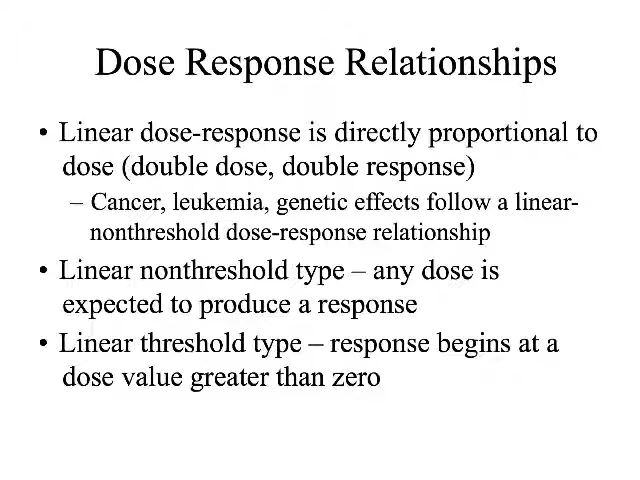 Dose Response Relationships
• Linear dose-response is directly proportional to
dose (double dose, double response)
– Cancer, leukemia, genetic effects follow a linear-
nonthreshold dose-response relationship
• Linear nonthreshold type – any dose is
expected to produce a response
• Linear threshold type – response begins at a
dose value greater than zero